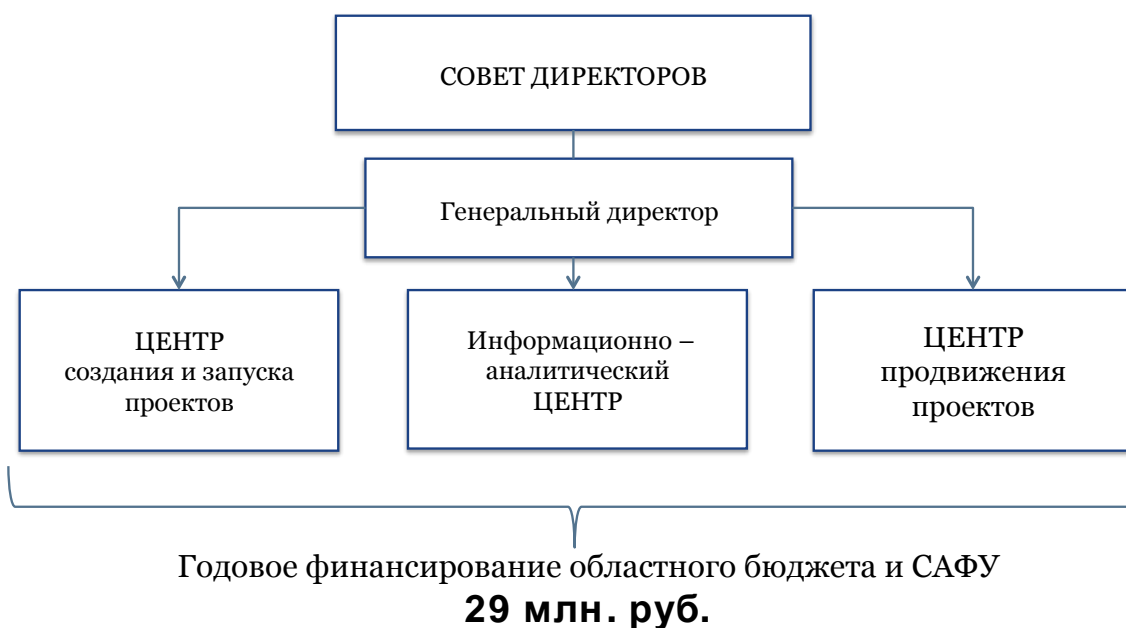 СОВЕТ ДИРЕКТОРОВ
Генеральный директор
ЦЕНТР
создания и запуска
проектов
Информационно –
аналитический
ЦЕНТР
ЦЕНТР
продвижения
проектов
Годовое финансирование областного бюджета и САФУ
29 млн. руб.